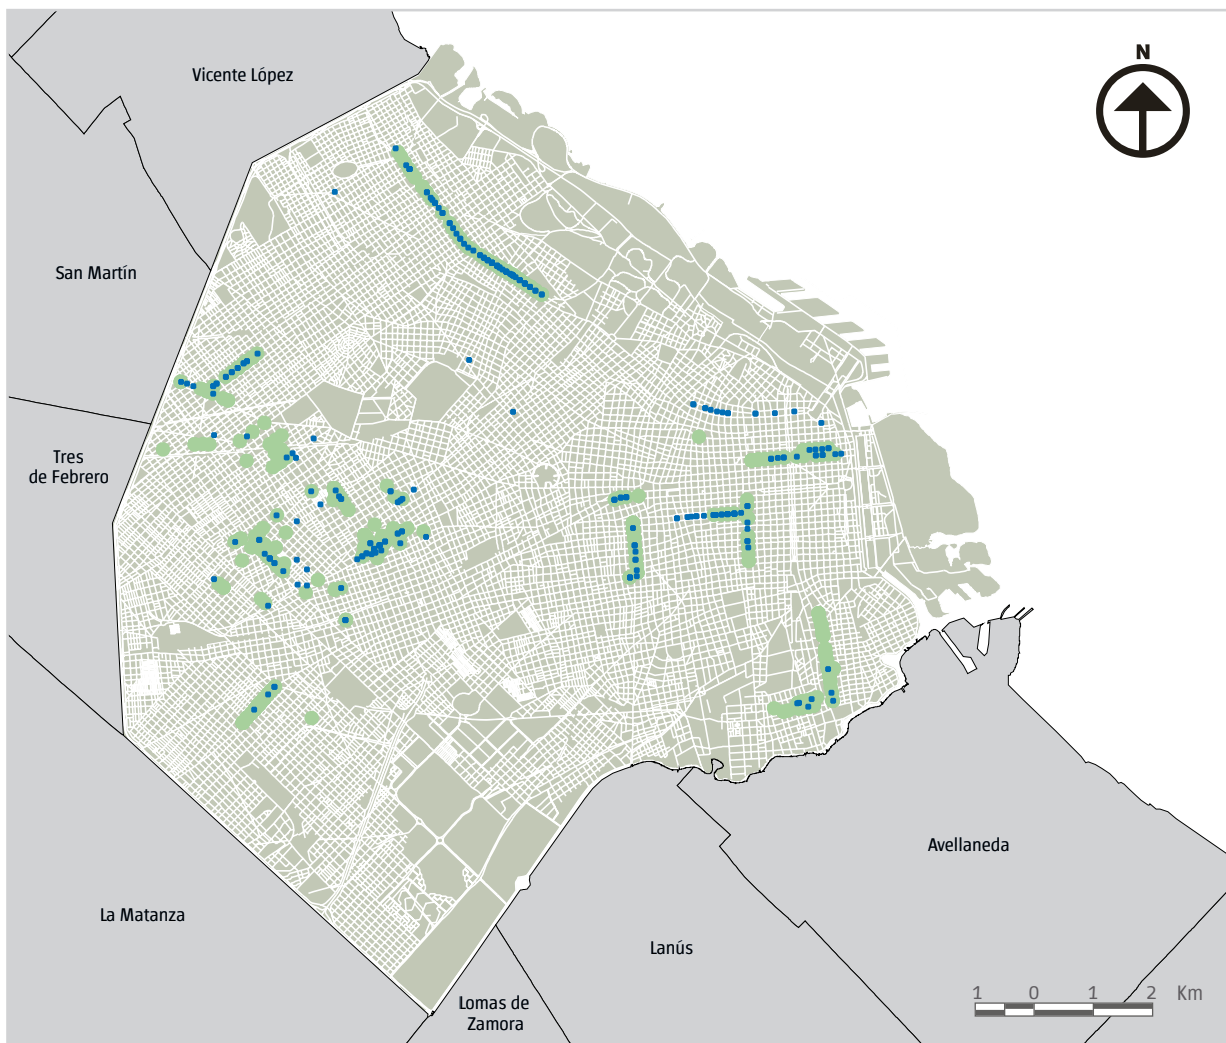 N
Vicente López
San Martín
Tres
de Febrero
La Matanza
Avellaneda
Lanús
Lomas de
Zamora
1 0 1 2 Km